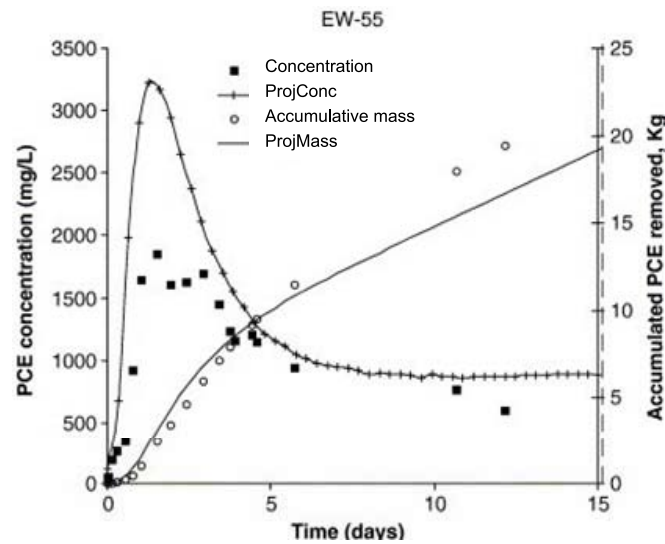 EW-55
3500
3000
2500
2000
1500
1000
500
0
PCE concentration (mg/L)
Concentration
ProjConc
Accumulative mass
ProjMass
25
20
15
10
5
0
Accumulated PCE removed, Kg
0 5 10 15
Time (days)